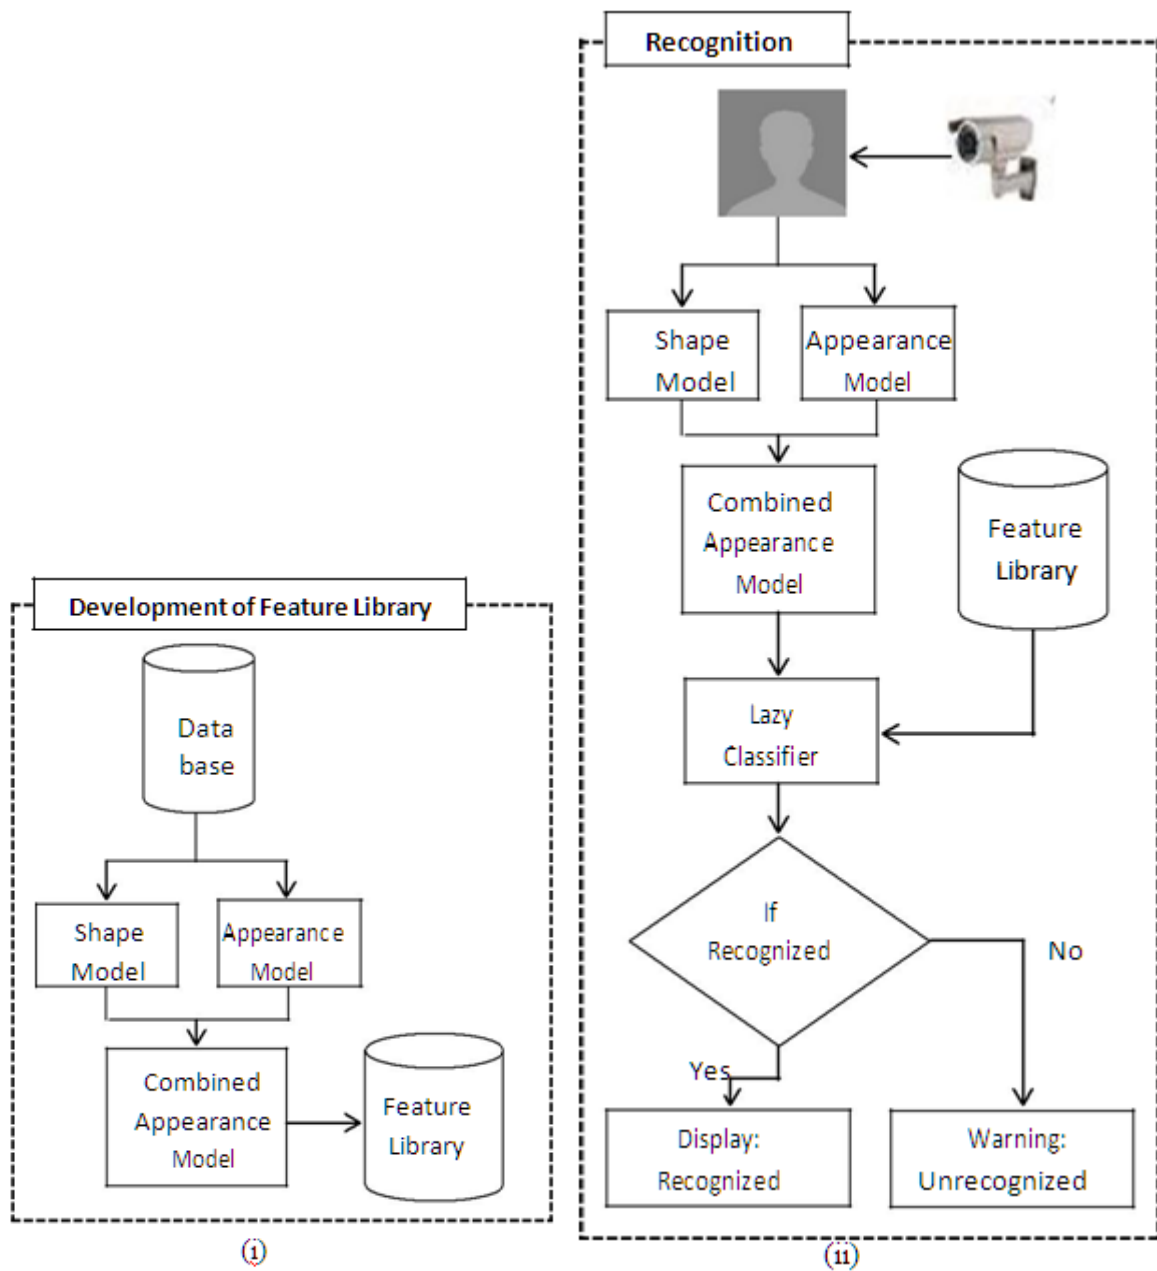 Development of Feature Library
Data
base
Shape
Model
Appearance
Model
Combined
Appearance
Model
Feature
Library
(i)
Recognition
Shape
Model
Appearance
Model
Combined
Appearance
Model
Feature
Library
Lazy
Classifier
If
Recognized
No
Yes
Display:
Recognized
Warning:
Unrecognized
(ii)